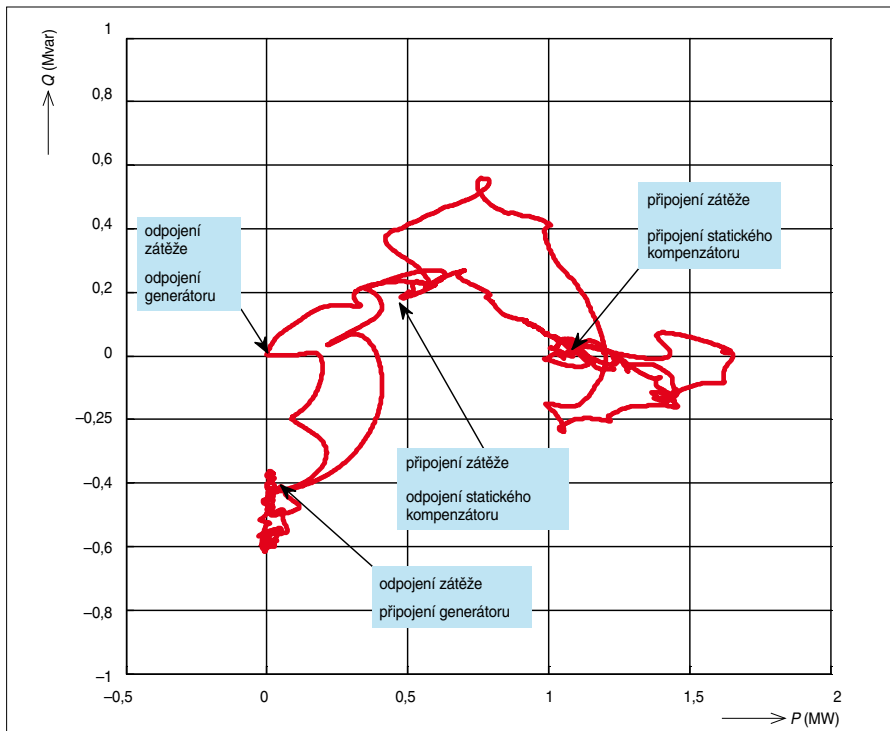 1
Q (Mvar)
0,8
0,6
0,4
0,2
0
–0,25
–0,4
–0,6
–0,8
–1
odpojení
zátěže
odpojení
generátoru
připojení zátěže
připojení statického
kompenzátoru
připojení zátěže
odpojení statického
kompenzátoru
odpojení zátěže
připojení generátoru
–0,5
0
0,5
1
1,5
2
P (MW)